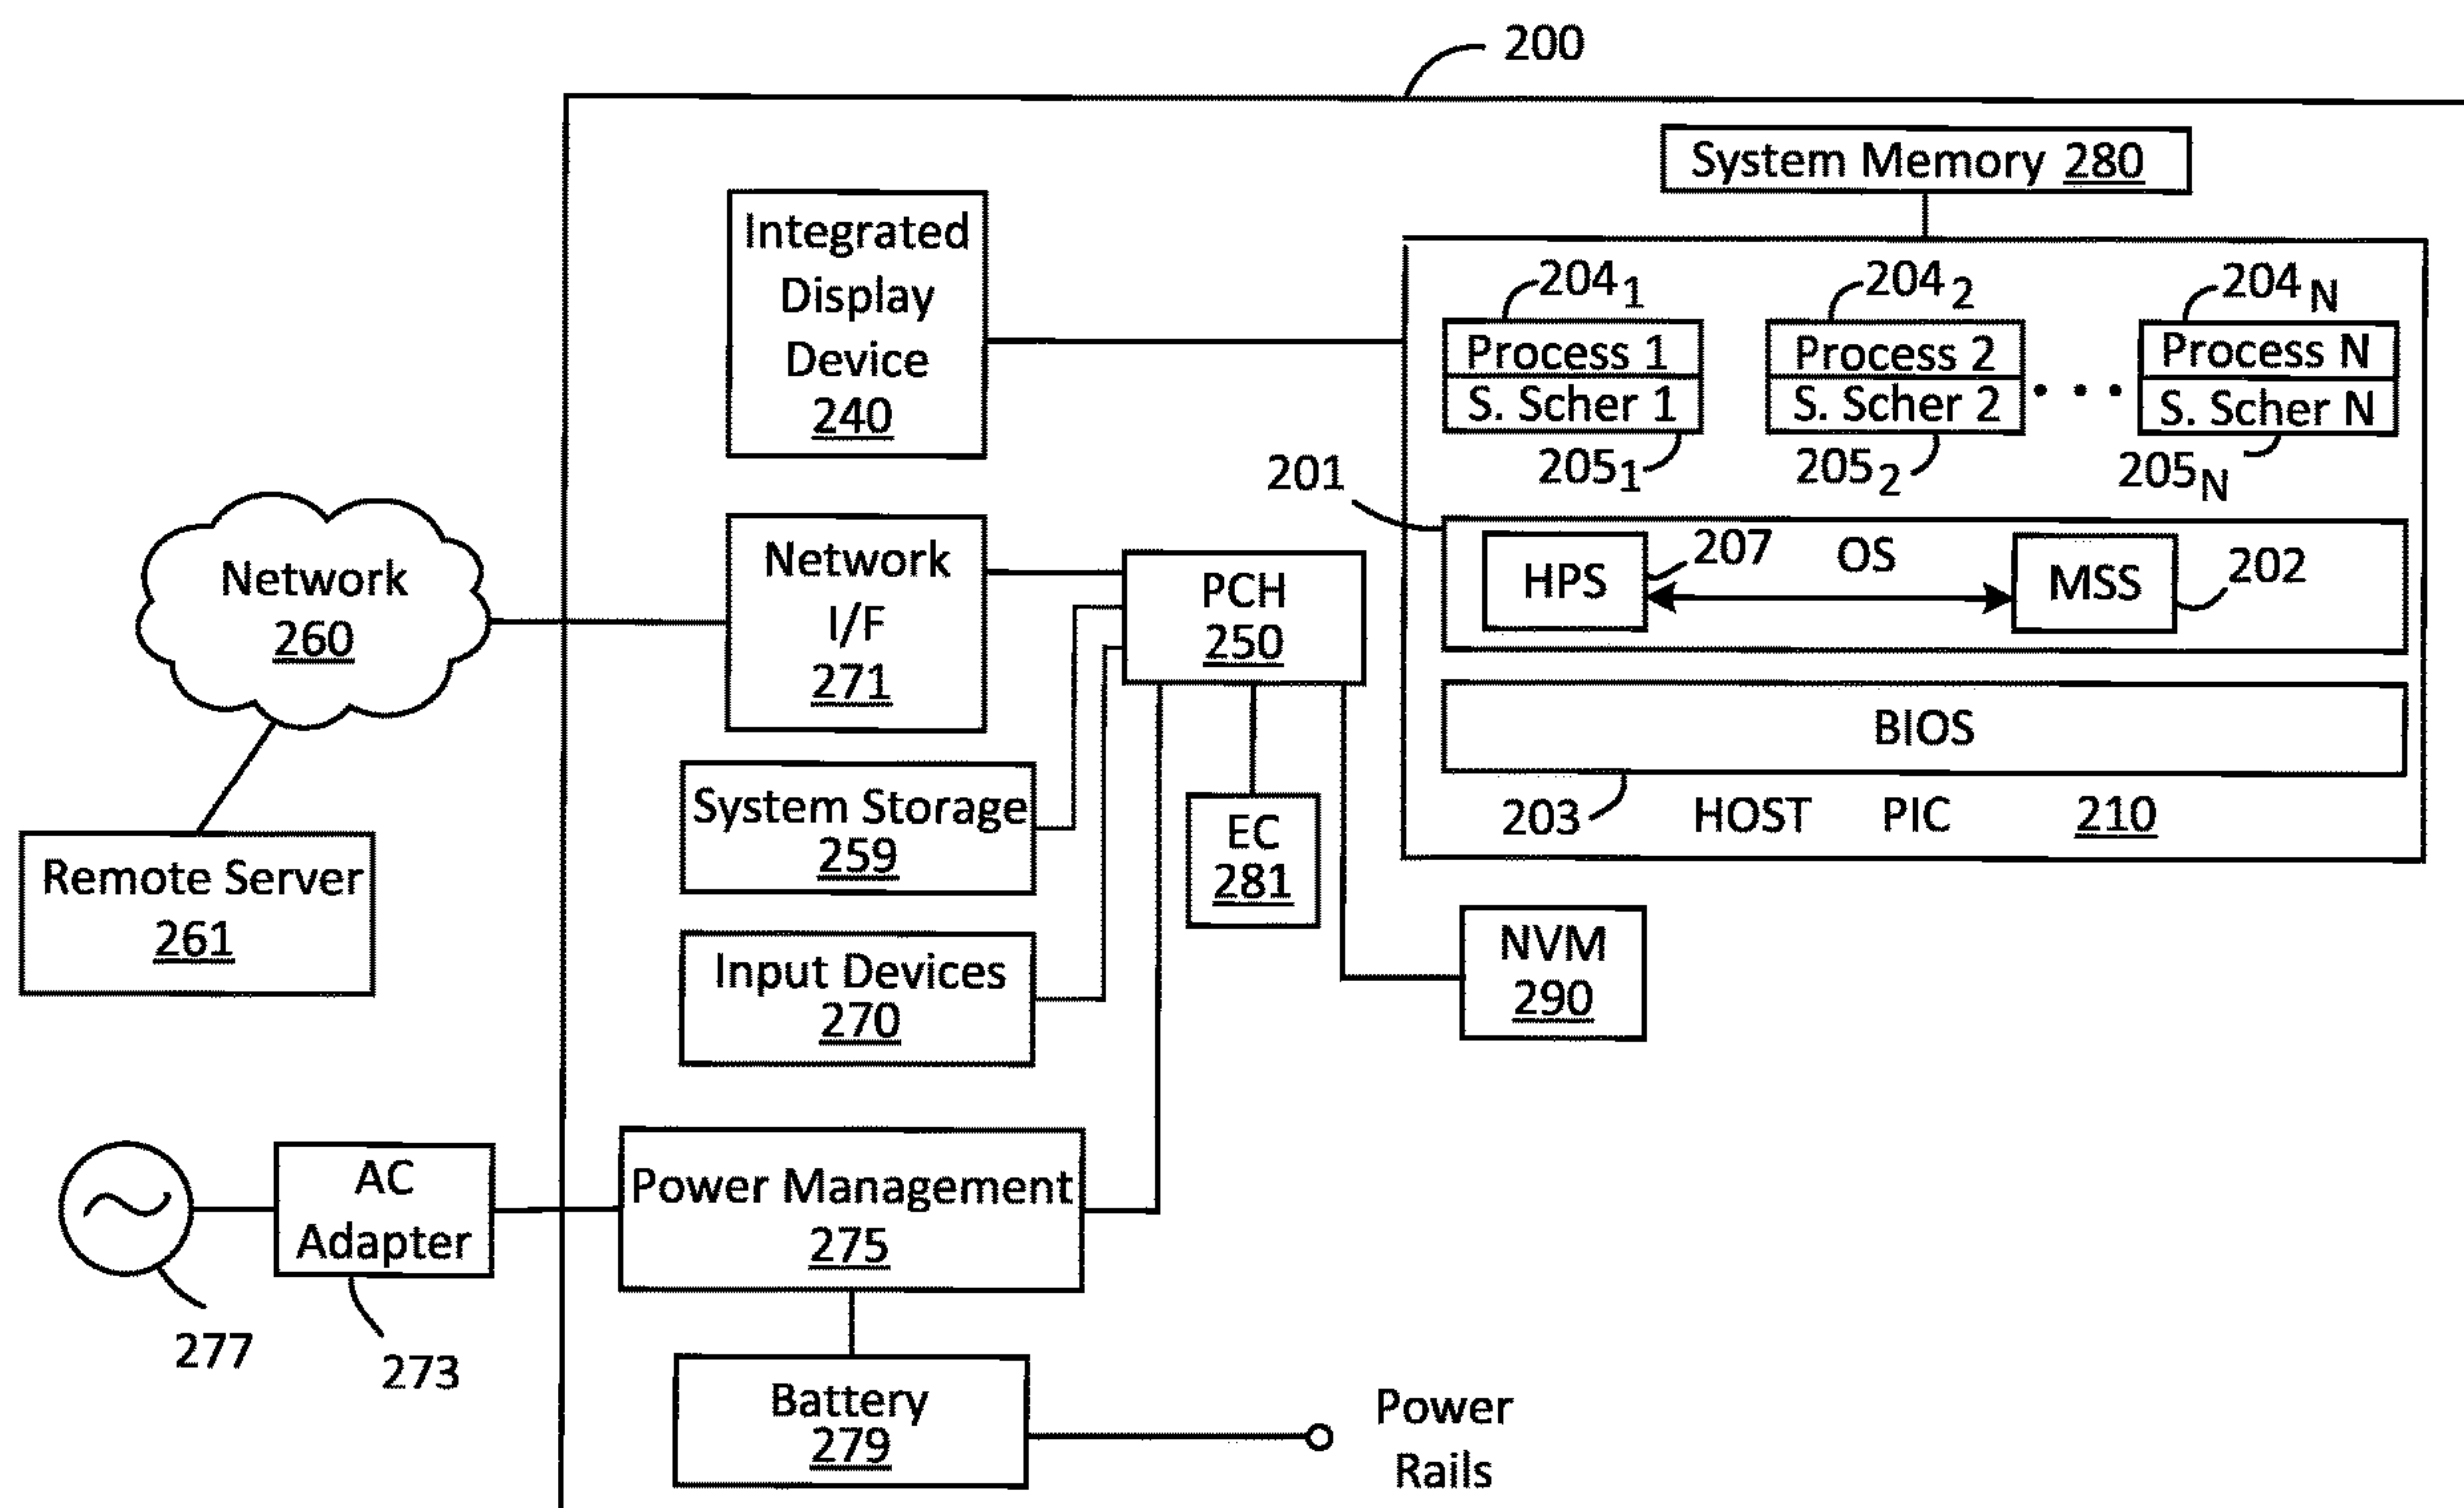 200
System Memory 280
Integrated
Display
Device
240
204 1
204 2
204 N
Process 1
S. Scher 1
Process 2
S. Scher 2
• • •
Process N
S. Scher N
205 1
205 2
205 N
201
HPS
207
OS
MSS
202
BIOS
203
HOST PIC 210
Network
260
Network
I/F
271
PCH
250
System Storage
259
EC
281
Remote Server
261
Input Devices
270
NVM
290
AC
Adapter
277
273
Power Management
275
Battery
279
Power
Rails